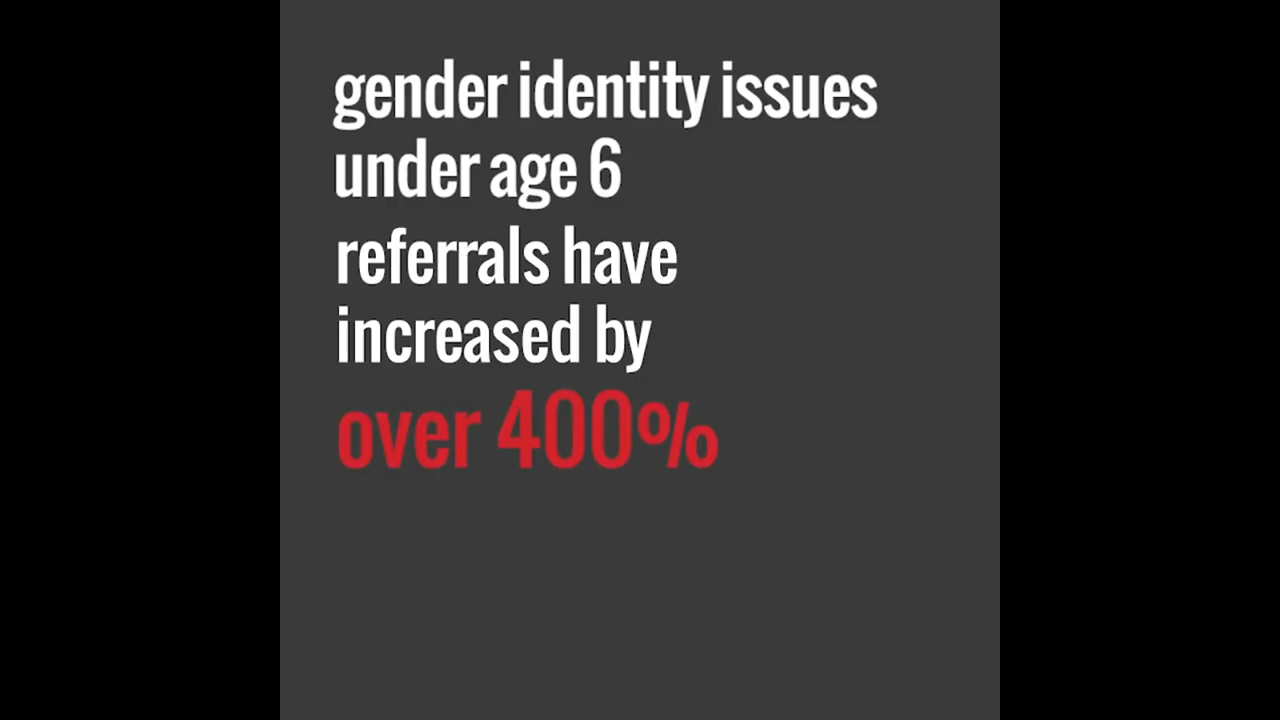 gender identity issues
under age 6
referrals have
increased by
over 400%